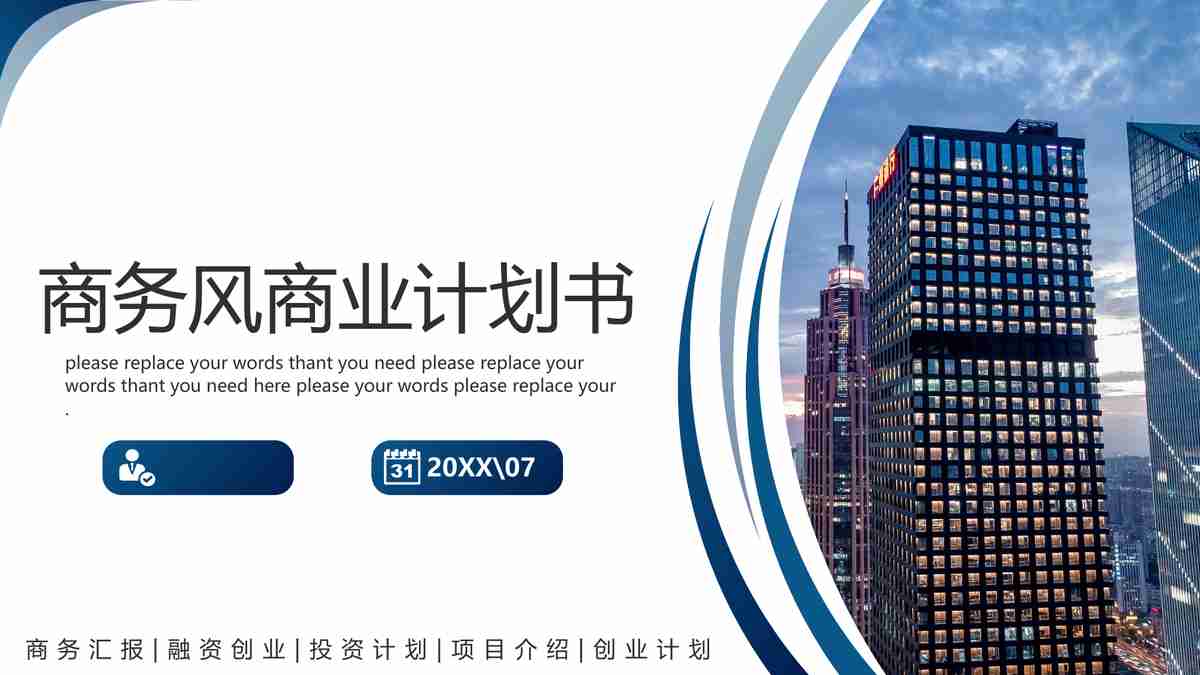 商务风商业计划书
please replace your words thant you need please replace your
words thant you need here please your words please replace your
.
31
20XX\07
商务汇报|融资创业|投资计划|项目介绍|创业计划